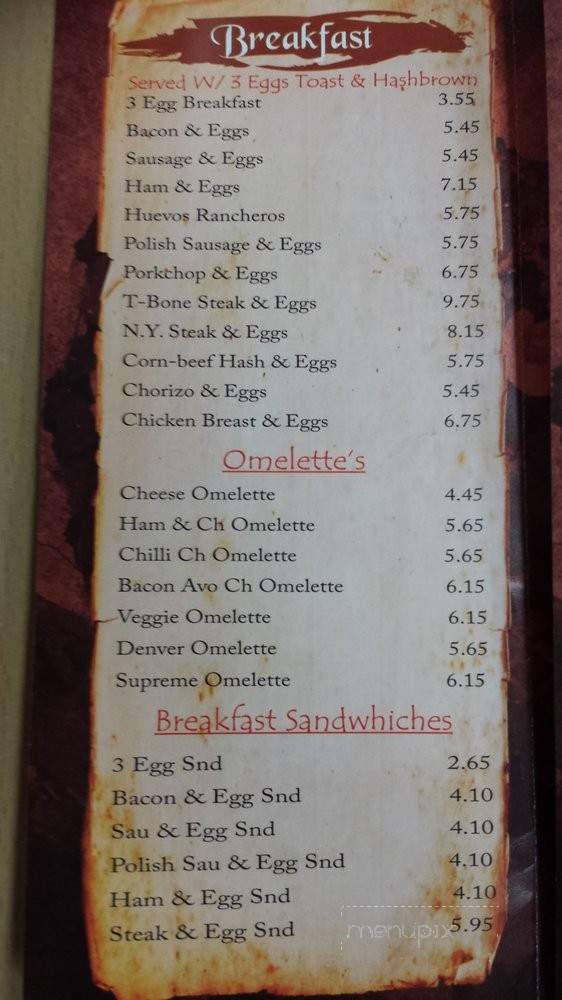 Breakfast
Served W/ 3 Eggs Toast & Hashbrown
3 Egg Breakfast 3.55
Bacon & Eggs 5.45
Sausage & Eggs 5.45
Ham & Eggs 7.15
Huevos Rancheros 5.75
Polish Sausage & Eggs 5.75
Porkchop & Eggs 6.75
T-Bone Steak & Eggs 9.75
N.Y. Steak & Eggs 8.15
Corn-beef Hash & Eggs 5.75
Chorizo & Eggs 5.45
Chicken Breast & Eggs 6.75
Omelette's
Cheese Omelette 4.45
Ham & Ch Omelette 5.65
Chilli Ch Omelette 5.65
Bacon Avo Ch Omelette 6.15
Veggie Omelette 6.15
Denver Omelette 5.65
Supreme Omelette 6.15
Breakfast Sandwhiches
3 Egg Snd 2.65
Bacon & Egg Snd 4.10
Sau & Egg Snd 4.10
Polish Sau & Egg Snd 4.10
Ham & Egg Snd 4.10
Steak & Egg Snd 5.95
menupix